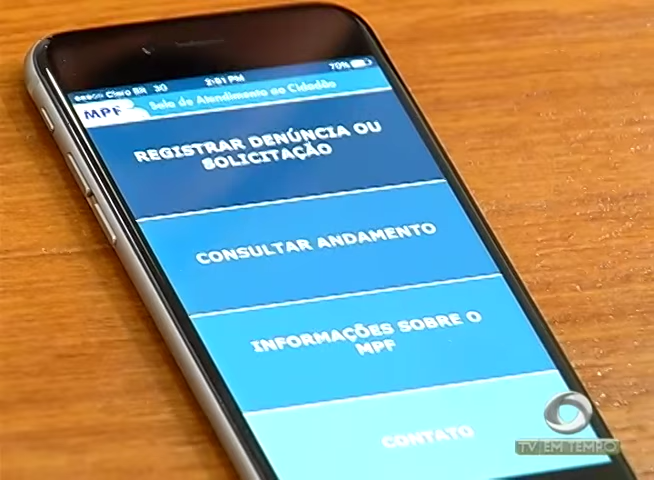 Claro BR 3G 2:51 PM 70%
MPF Sala de Atendimento ao Cidadão
REGISTRAR DENÚNCIA OU
SOLICITAÇÃO
CONSULTAR ANDAMENTO
INFORMAÇÕES SOBRE O
MPF
CONTATO
TV EM TEMPO